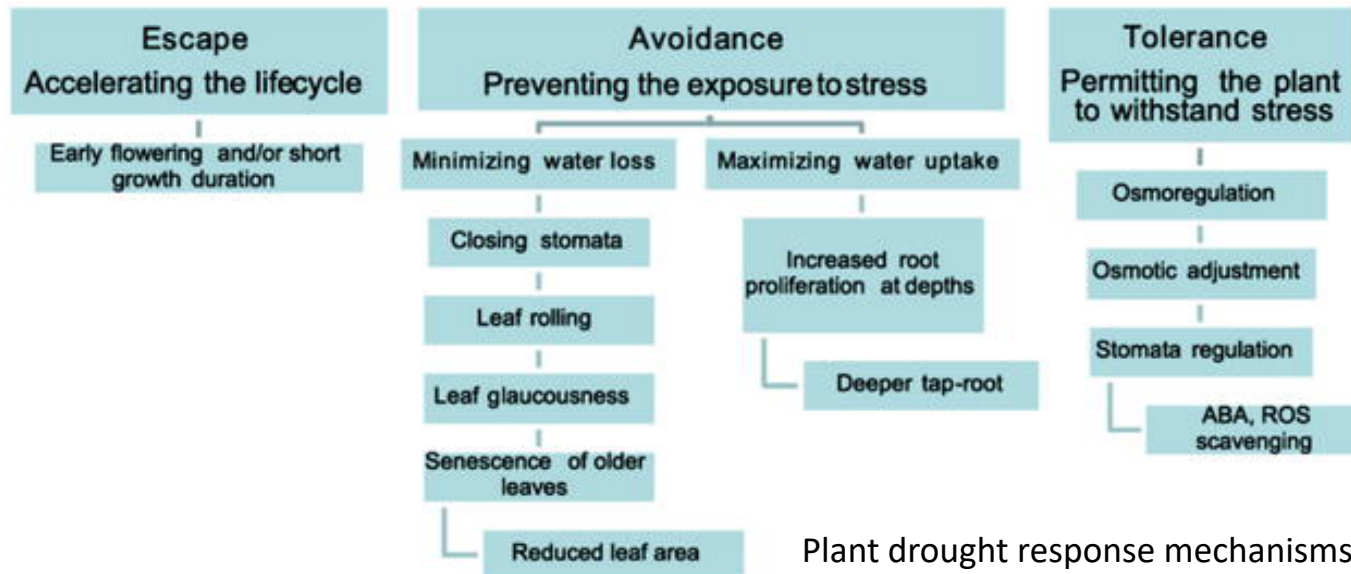 Escape
Accelerating the lifecycle
Early flowering and/or short
growth duration
Avoidance
Preventing the exposure to stress
Minimizing water loss
Closing stomata
Leaf rolling
Leaf glaucousness
Senescence of older
leaves
Reduced leaf area
Maximizing water uptake
Increased root
proliferation at depths
Deeper tap-root
Tolerance
Permitting the plant
to withstand stress
Osmoregulation
Osmotic adjustment
Stomata regulation
ABA, ROS
scavenging
Plant drought response mechanisms